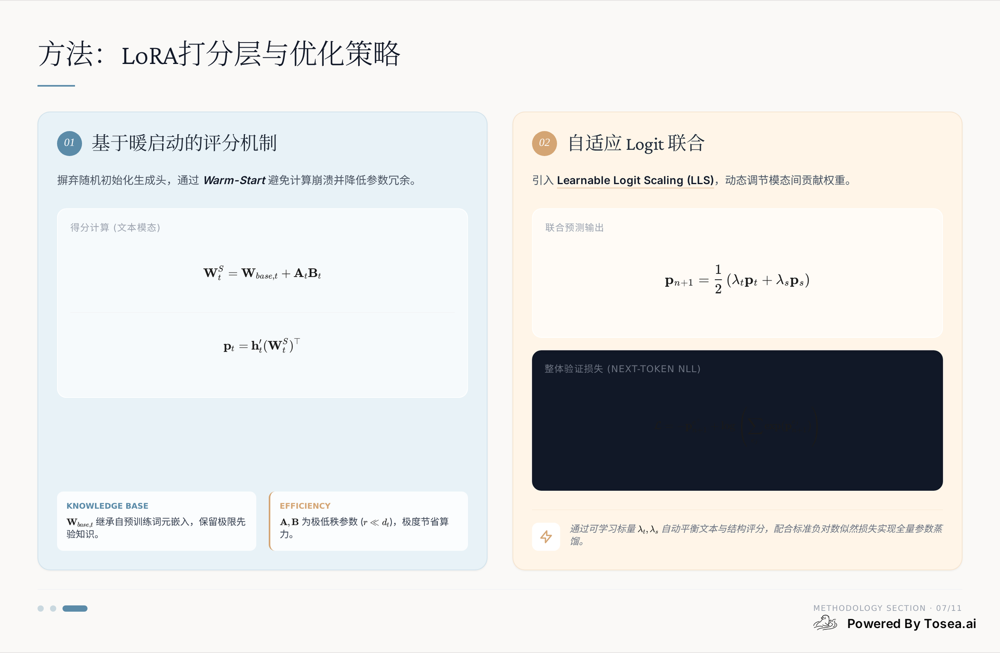 方法：LoRA打分层与优化策略
01 基于暖启动的评分机制
摒弃随机初始化生成头，通过 Warm-Start 避免计算崩溃并降低参数冗余。
得分计算 (文本模态)
$\mathbf{W}_t^S = \mathbf{W}_{base,t} + \mathbf{A}_t\mathbf{B}_t$
$\mathbf{p}_t = \mathbf{h}_t'(\mathbf{W}_t^S)^\top$
KNOWLEDGE BASE
$\mathbf{W}_{base,t}$ 继承自预训练词元嵌入，保留极限先
验知识。
EFFICIENCY
$\mathbf{A}, \mathbf{B}$ 为极低秩参数 ($r \ll d_t$)，极度节省算
力。
02 自适应 Logit 联合
引入 Learnable Logit Scaling (LLS)，动态调节模态间贡献权重。
联合预测输出
$\mathbf{p}_{n+1} = \frac{1}{2}(\lambda_t\mathbf{p}_t + \lambda_s\mathbf{p}_s)$
整体验证损失 (NEXT-TOKEN NLL)
通过可学习标量 $\lambda_t, \lambda_s$ 自动平衡文本与结构评分，配合标准负对数似然损失实现全量参数蒸
馏。
METHODOLOGY SECTION · 07/11
Powered By Tosea.ai